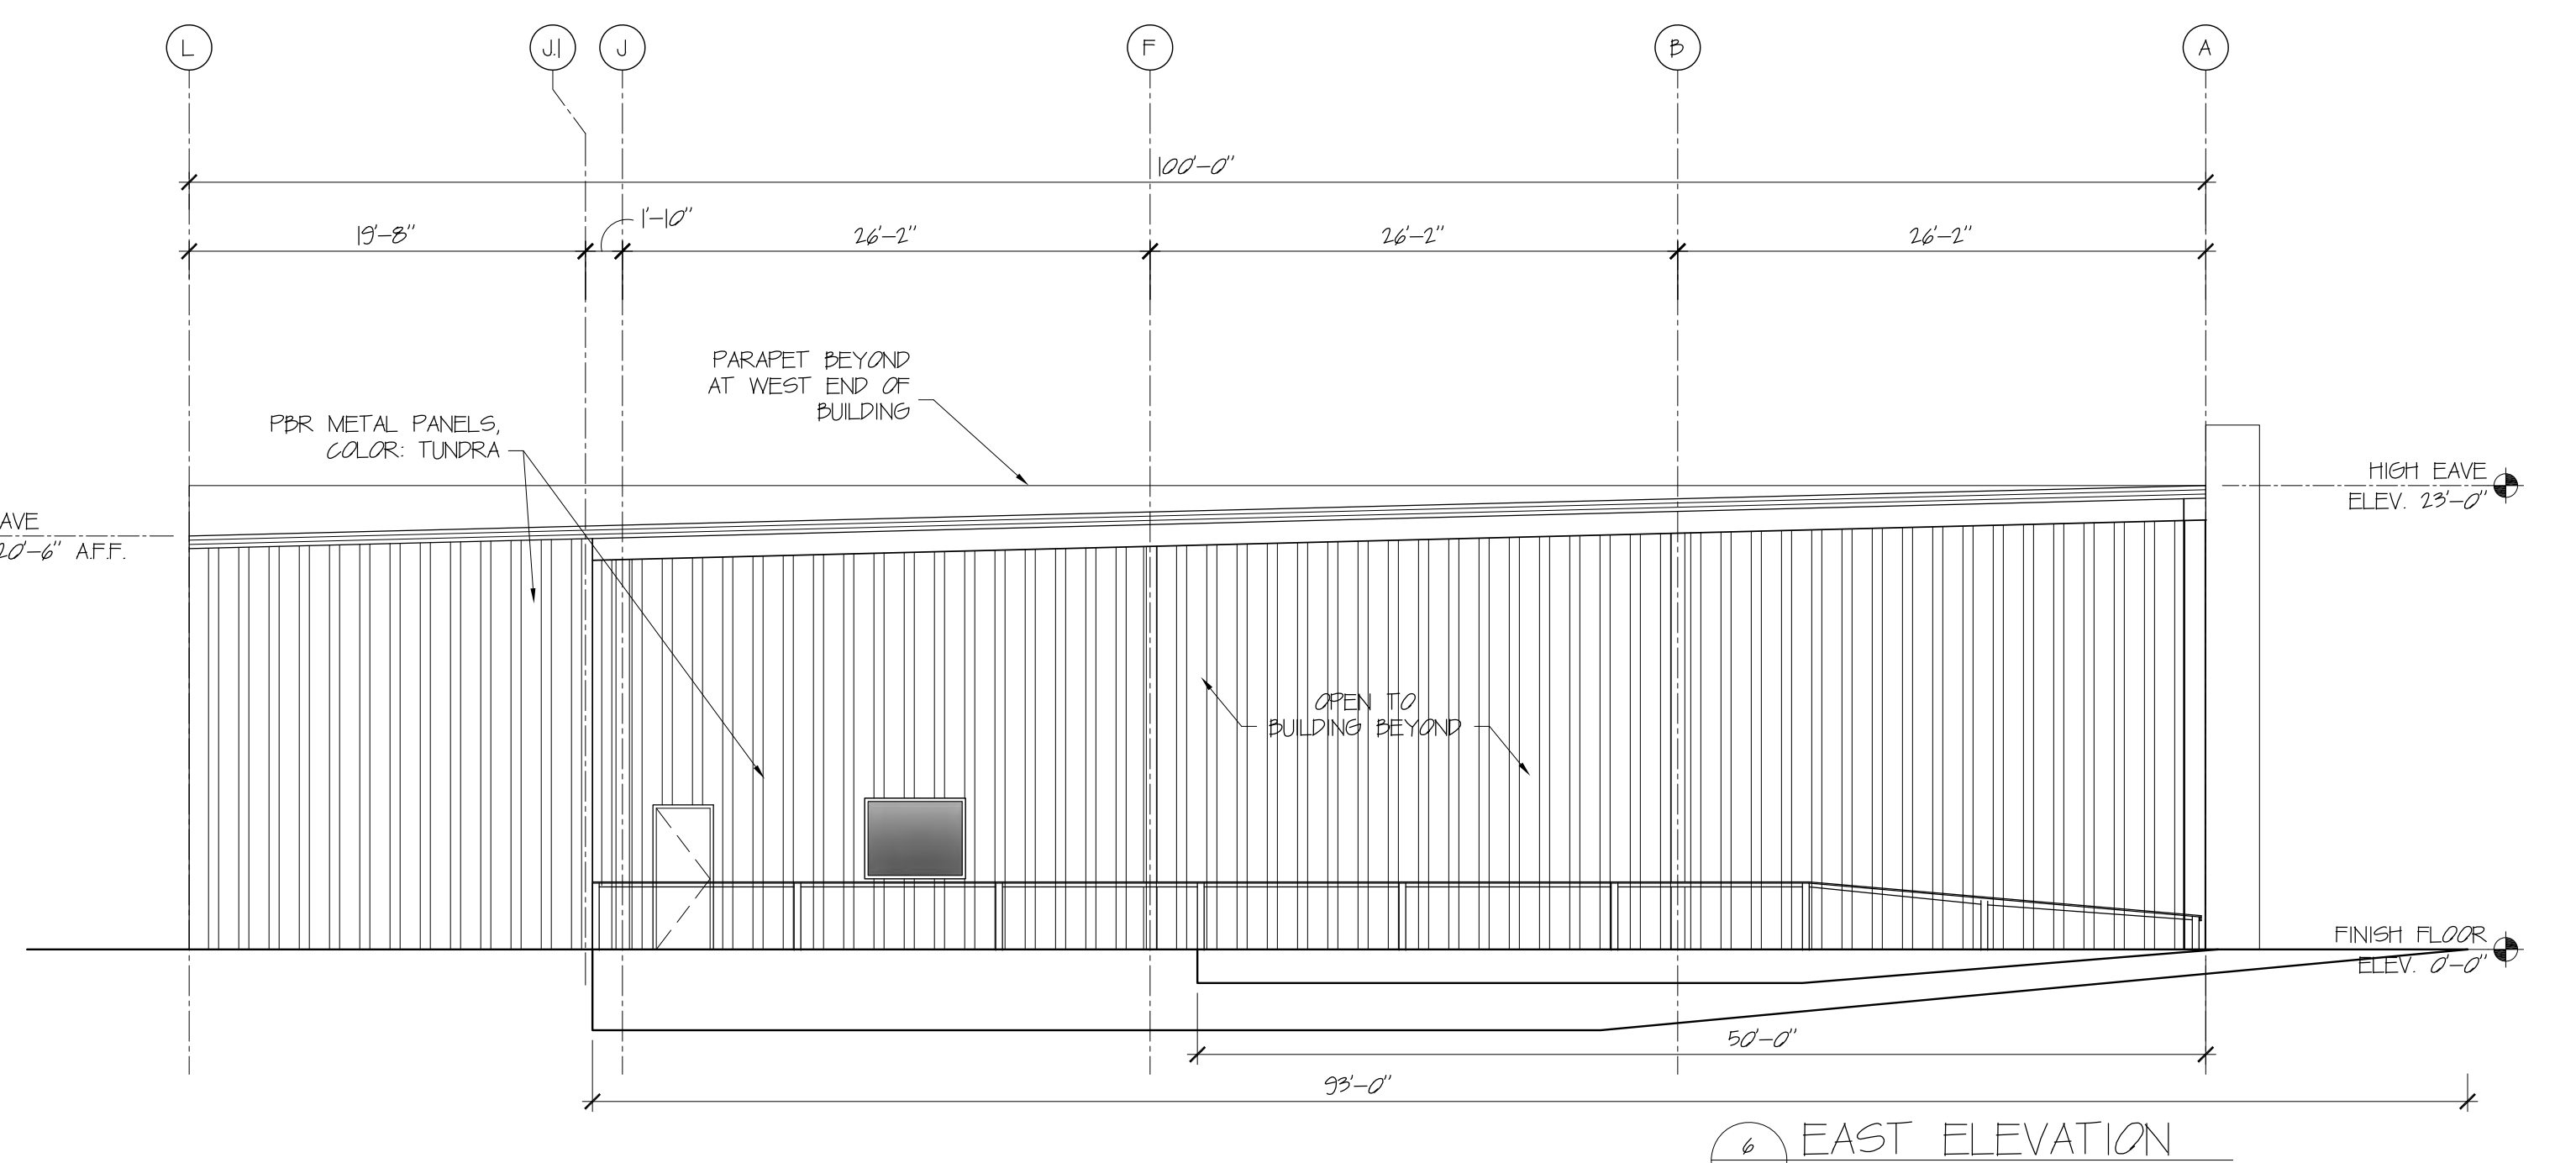 L J.1 J F B A
100'-0"
19'-8" 1'-10" 26'-2" 26'-2" 26'-2"
PARAPET BEYOND
AT WEST END OF
BUILDING
PBR METAL PANELS,
COLOR: TUNDRA
HIGH EAVE
ELEV. 23'-0"
AVE
20'-6" A.F.F.
OPEN TO
BUILDING BEYOND
FINISH FLOOR
ELEV. 0'-0"
50'-0"
93'-0"
6 EAST ELEVATION